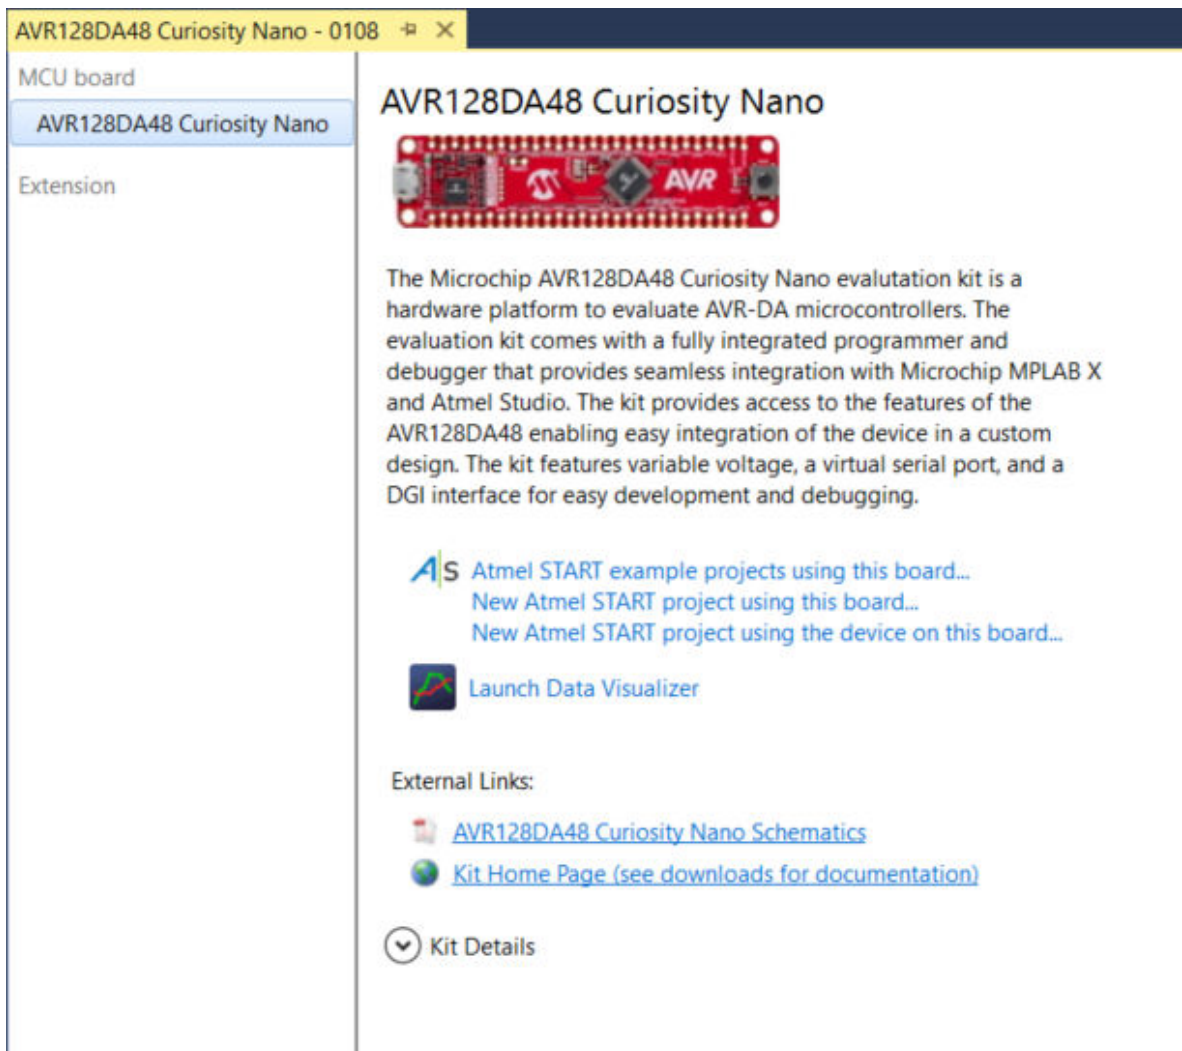 AVR128DA48 Curiosity Nano - 0108
MCU board
AVR128DA48 Curiosity Nano
Extension
AVR128DA48 Curiosity Nano
AVR
The Microchip AVR128DA48 Curiosity Nano evalutation kit is a
hardware platform to evaluate AVR-DA microcontrollers. The
evaluation kit comes with a fully integrated programmer and
debugger that provides seamless integration with Microchip MPLAB X
and Atmel Studio. The kit provides access to the features of the
AVR128DA48 enabling easy integration of the device in a custom
design. The kit features variable voltage, a virtual serial port, and a
DGI interface for easy development and debugging.
AS Atmel START example projects using this board...
New Atmel START project using this board...
New Atmel START project using the device on this board...
Launch Data Visualizer
External Links:
AVR128DA48 Curiosity Nano Schematics
Kit Home Page (see downloads for documentation)
Kit Details